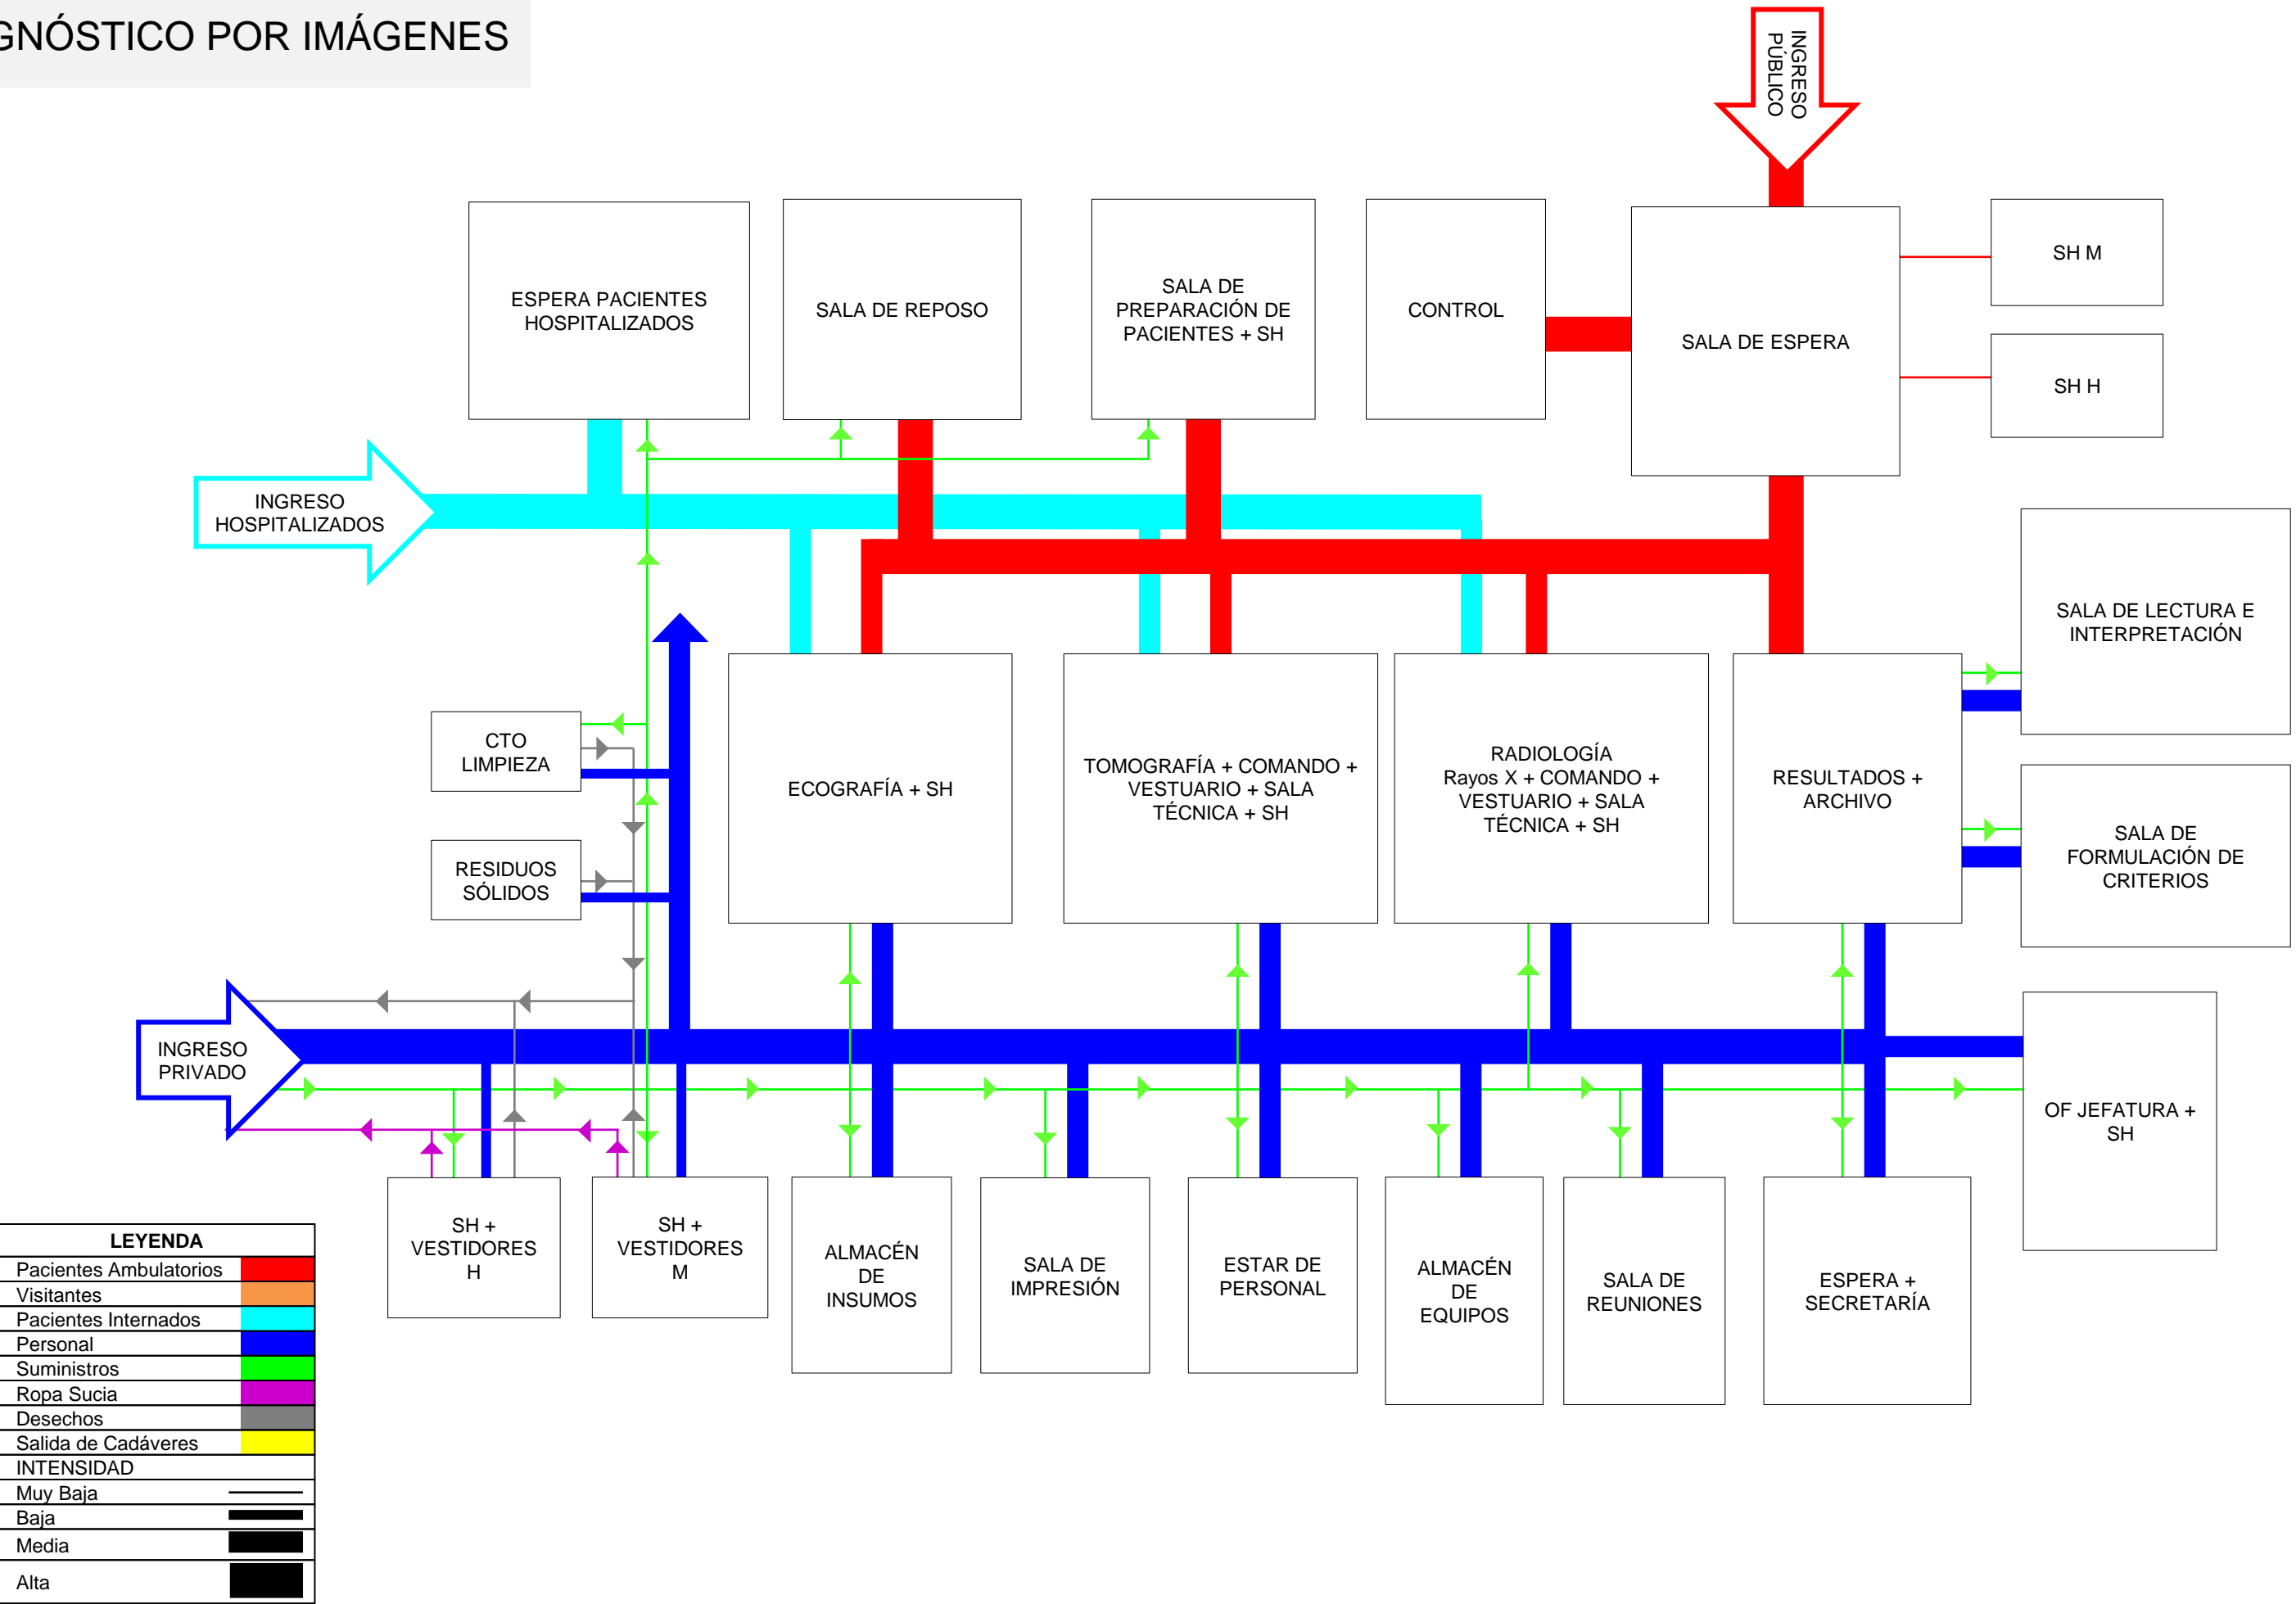 GNÓSTICO POR IMÁGENES
INGRESO
PÚBLICO
ESPERA PACIENTES
HOSPITALIZADOS
SALA DE REPOSO
SALA DE
PREPARACIÓN DE
PACIENTES + SH
CONTROL
SALA DE ESPERA
SH M
SH H
INGRESO
HOSPITALIZADOS
SALA DE LECTURA E
INTERPRETACIÓN
CTO
LIMPIEZA
ECOGRAFÍA + SH
TOMOGRAFÍA + COMANDO +
VESTUARIO + SALA
TÉCNICA + SH
RADIOLOGÍA
Rayos X + COMANDO +
VESTUARIO + SALA
TÉCNICA + SH
RESULTADOS +
ARCHIVO
RESIDUOS
SÓLIDOS
SALA DE
FORMULACIÓN DE
CRITERIOS
INGRESO
PRIVADO
OF JEFATURA +
SH
SH +
VESTIDORES
H
SH +
VESTIDORES
M
ALMACÉN
DE
INSUMOS
SALA DE
IMPRESIÓN
ESTAR DE
PERSONAL
ALMACÉN
DE
EQUIPOS
SALA DE
REUNIONES
ESPERA +
SECRETARÍA
LEYENDA
Pacientes Ambulatorios
Visitantes
Pacientes Internados
Personal
Suministros
Ropa Sucia
Desechos
Salida de Cadáveres
INTENSIDAD
Muy Baja
Baja
Media
Alta